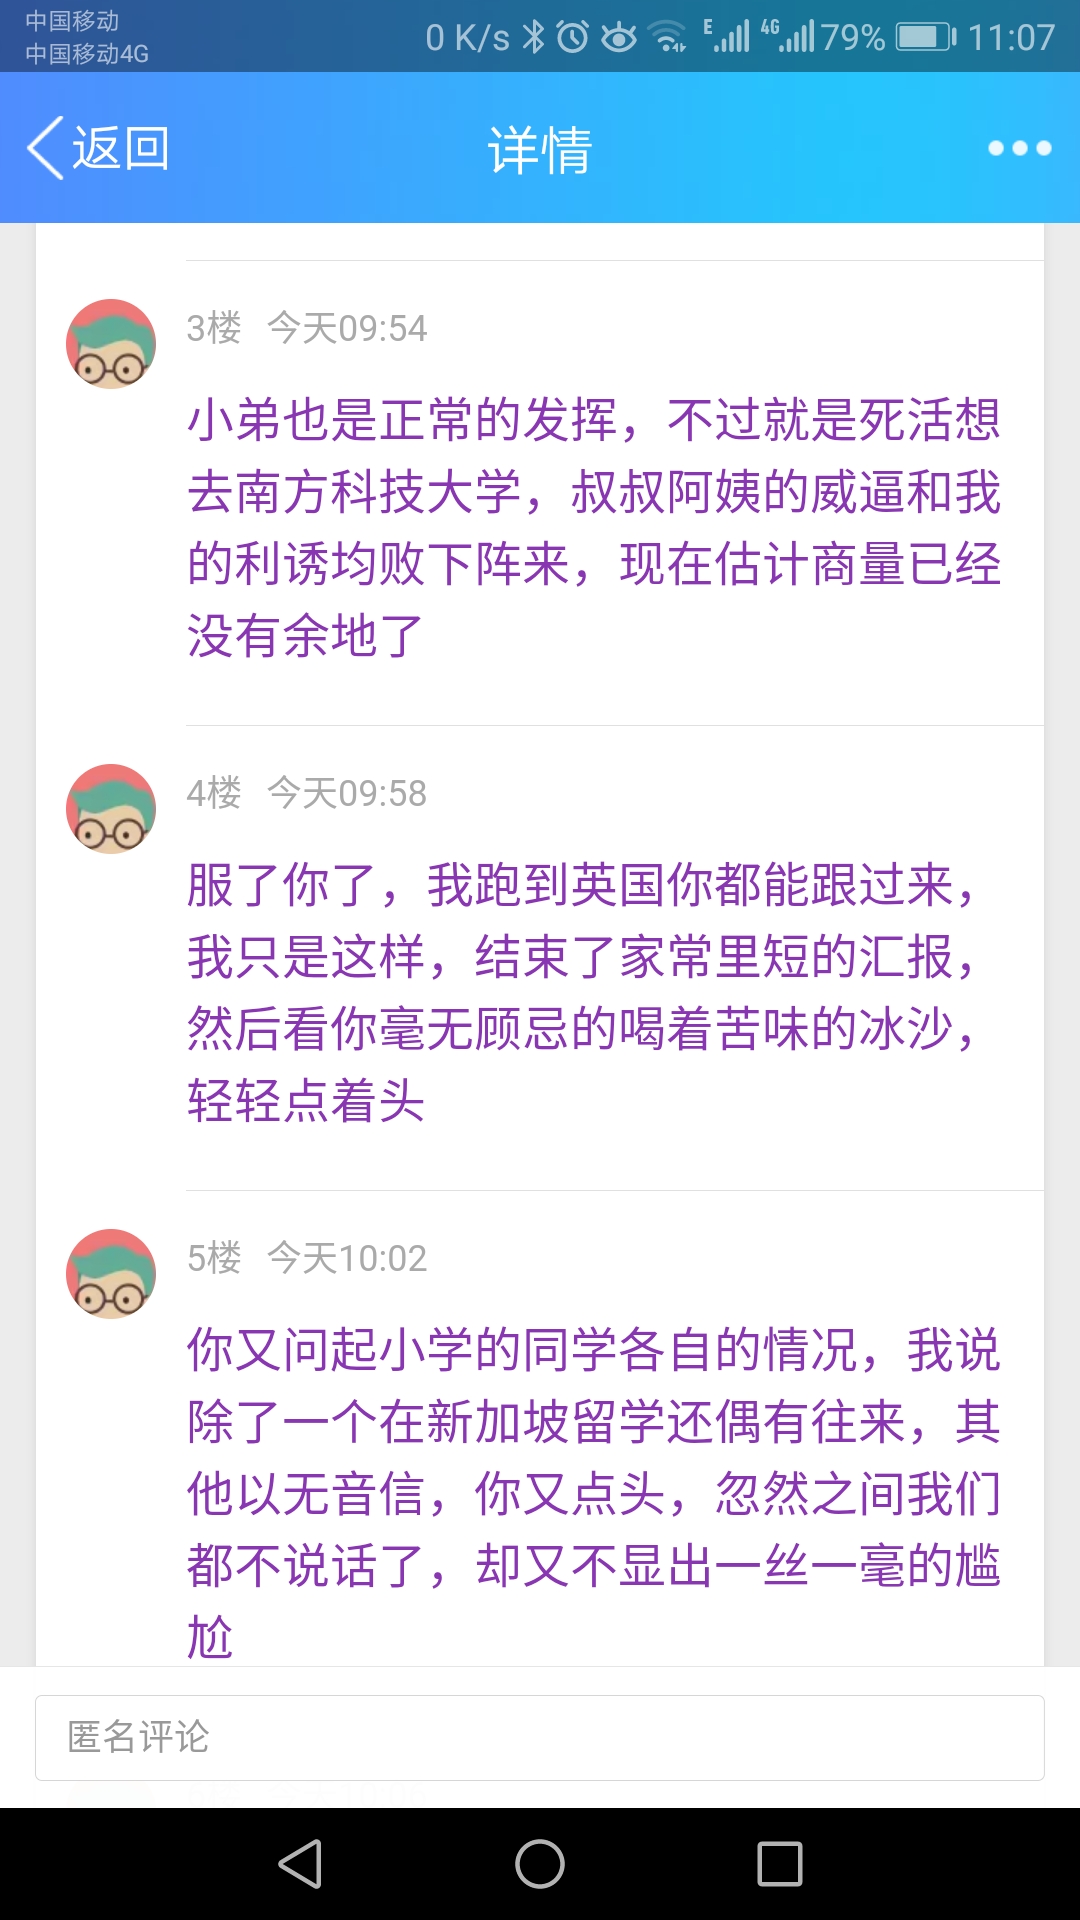 中国移动
中国移动4G
0 K/s E 4G 79% 11:07
返回
详情
3楼 今天09:54
小弟也是正常的发挥，不过就是死活想
去南方科技大学，叔叔阿姨的威逼和我
的利诱均败下阵来，现在估计商量已经
没有余地了
4楼 今天09:58
服了你了，我跑到英国你都能跟过来，
我只是这样，结束了家常里短的汇报，
然后看你毫无顾忌的喝着苦味的冰沙，
轻轻点着头
5楼 今天10:02
你又问起小学的同学各自的情况，我说
除了一个在新加坡留学还偶有往来，其
他以无音信，你又点头，忽然之间我们
都不说话了，却又不显出一丝一毫的尴
尬
匿名评论
6楼 今天10:06